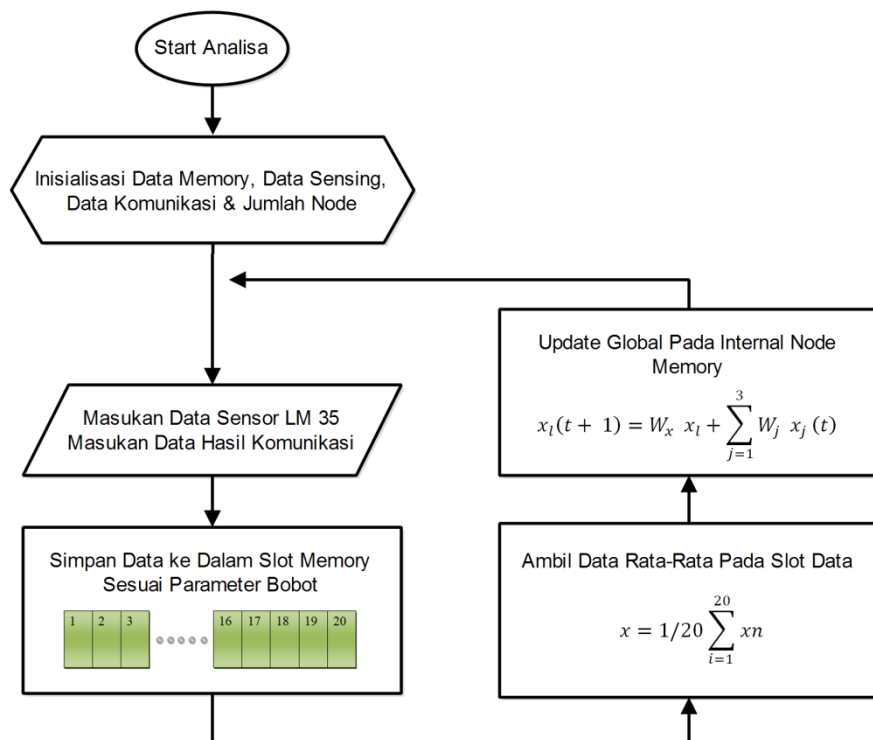 Start Analisa
Inisialisasi Data Memory, Data Sensing,
Data Komunikasi & Jumlah Node
Masukan Data Sensor LM 35
Masukan Data Hasil Komunikasi
Simpan Data ke Dalam Slot Memory
Sesuai Parameter Bobot
1 2 3 16 17 18 19 20
Update Global Pada Internal Node
Memory
x_l(t + 1) = W_x x_l + \sum_{j=1}^{3} W_j x_j (t)
Ambil Data Rata-Rata Pada Slot Data
x = 1/20 \sum_{i=1}^{20} xn